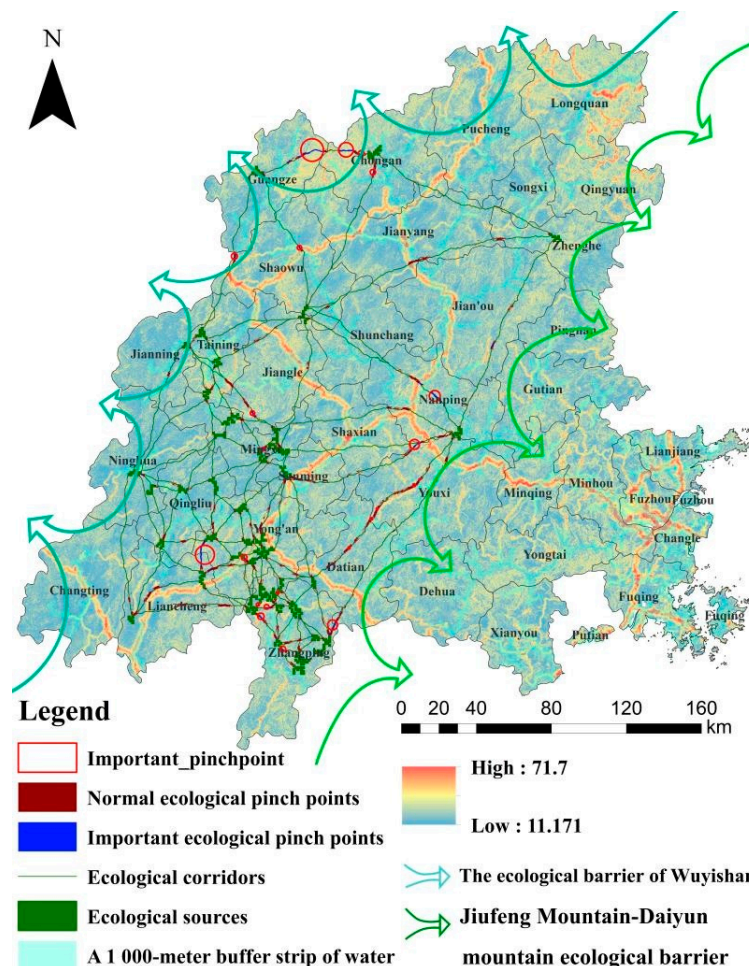 N
Longquan
Pucheng
Chongan
Guangze
Songxi
Qingyuan
Jianyang
Zhenghe
Shaowu
Jian'ou
Shunchang
Pingnan
Jianning
Taining
Jiangle
Gutian
Nanping
Shaxian
Lianjiang
Ninghua
Minhou
Qingliu
Youxi
Minqing
Fuzhou
Fuzhou
Yong'an
Changle
Datian
Yongtai
Changting
Dehua
Liancheng
Fuqing
Fuqing
Xianyou
Putian
Zhangping
Legend
0 20 40 80 120 160
km
Important_pinchpoint
Normal ecological pinch points
Important ecological pinch points
Ecological corridors
Ecological sources
A 1 000-meter buffer strip of water
High : 71.7
Low : 11.171
The ecological barrier of Wuyishan
Jiufeng Mountain-Daiyun
mountain ecological barrier